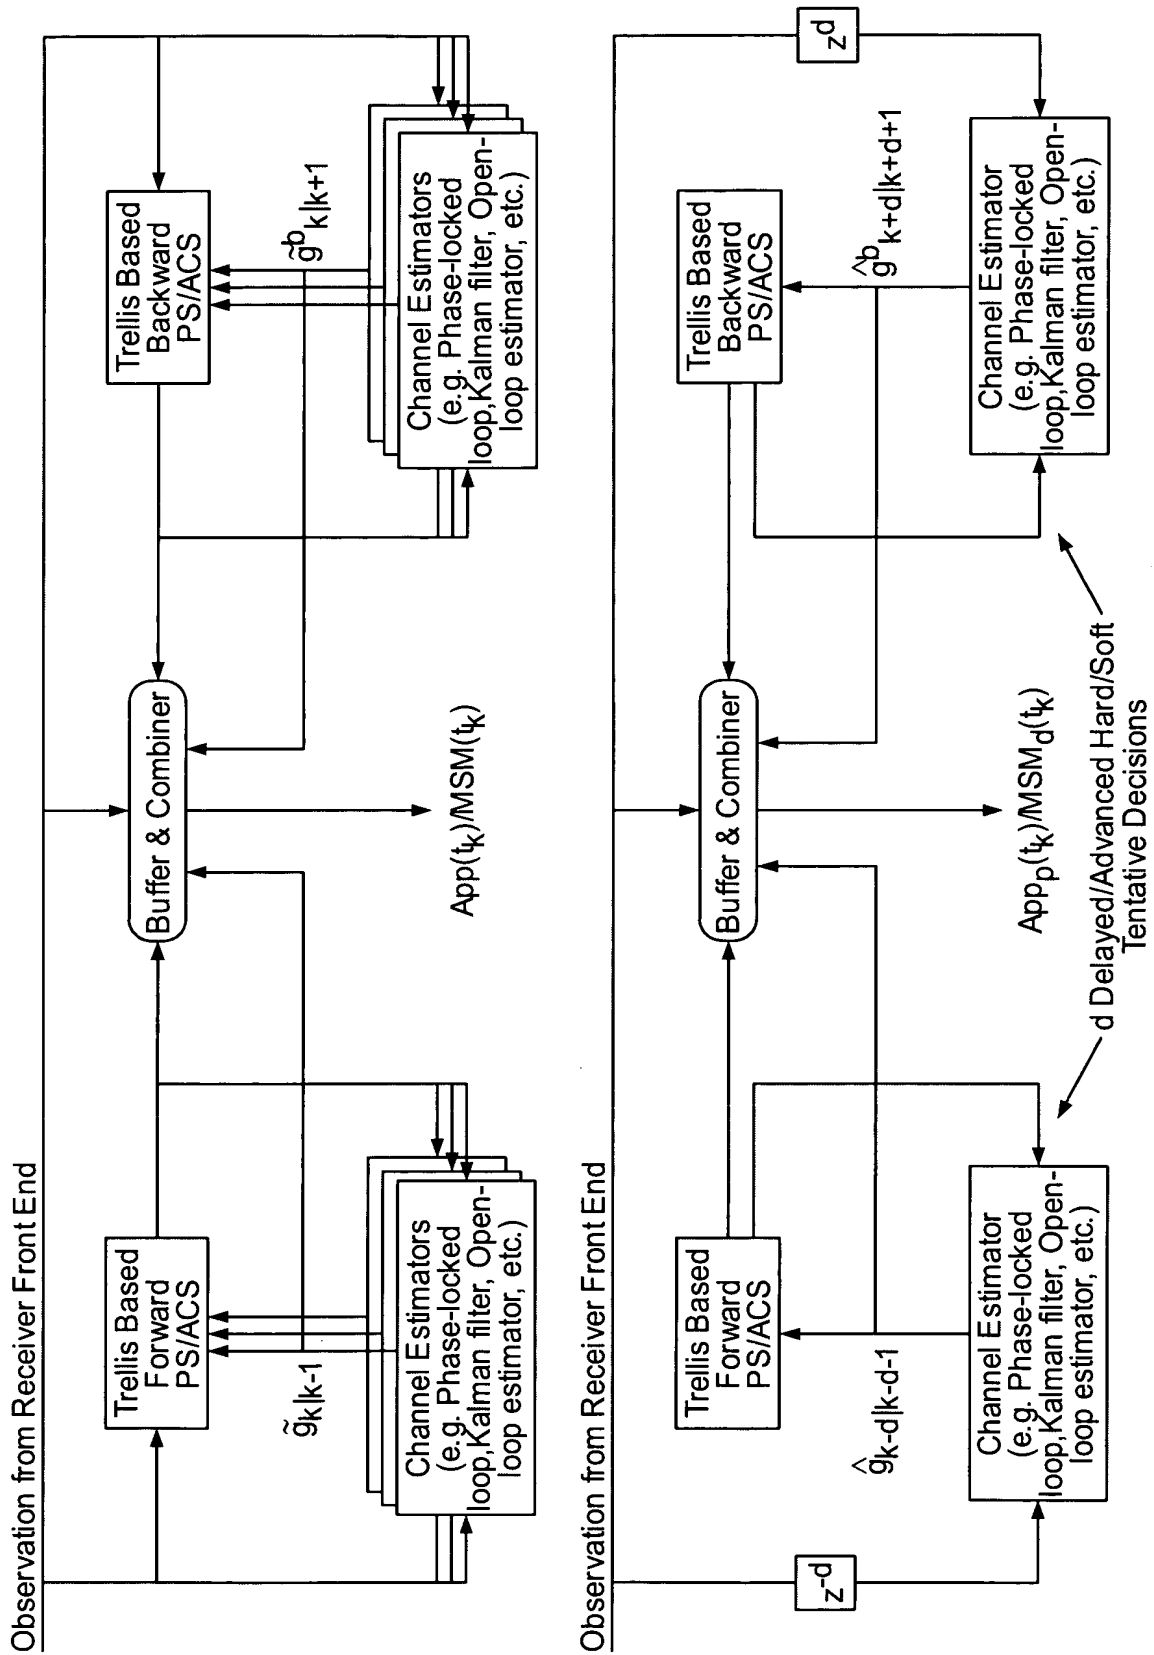 Observation from Receiver Front End
Trellis Based
Forward
PS/ACS
g̃k|k-1
Channel Estimators
(e.g. Phase-locked
loop,Kalman filter, Open-
loop estimator, etc.)
Buffer & Combiner
App(tk)/MSM(tk)
Trellis Based
Backward
PS/ACS
g̃bk|k+1
Channel Estimators
(e.g. Phase-locked
loop,Kalman filter, Open-
loop estimator, etc.)
Observation from Receiver Front End
z-d
Trellis Based
Forward
PS/ACS
ĝk-d|k-d-1
Channel Estimator
(e.g. Phase-locked
loop,Kalman filter, Open-
loop estimator, etc.)
Buffer & Combiner
Appp(tk)/MSMd(tk)
Trellis Based
Backward
PS/ACS
ĝbk+d|k+d+1
Channel Estimator
(e.g. Phase-locked
loop,Kalman filter, Open-
loop estimator, etc.)
zd
d Delayed/Advanced Hard/Soft
Tentative Decisions